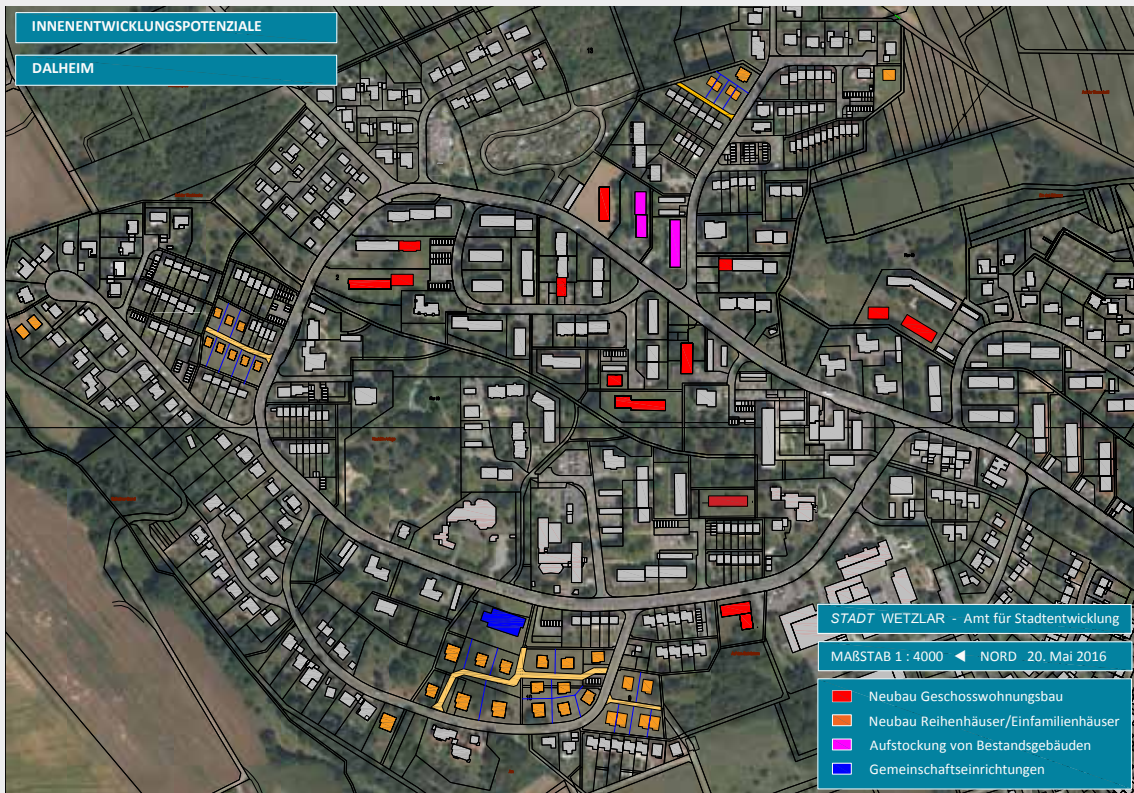 INNENENTWICKLUNGSPOTENZIALE
DALHEIM
STADT WETZLAR - Amt für Stadtentwicklung
MAßSTAB 1 : 4000 ◄ NORD 20. Mai 2016
Neubau Geschosswohnungsbau
Neubau Reihenhäuser/Einfamilienhäuser
Aufstockung von Bestandsgebäuden
Gemeinschaftseinrichtungen